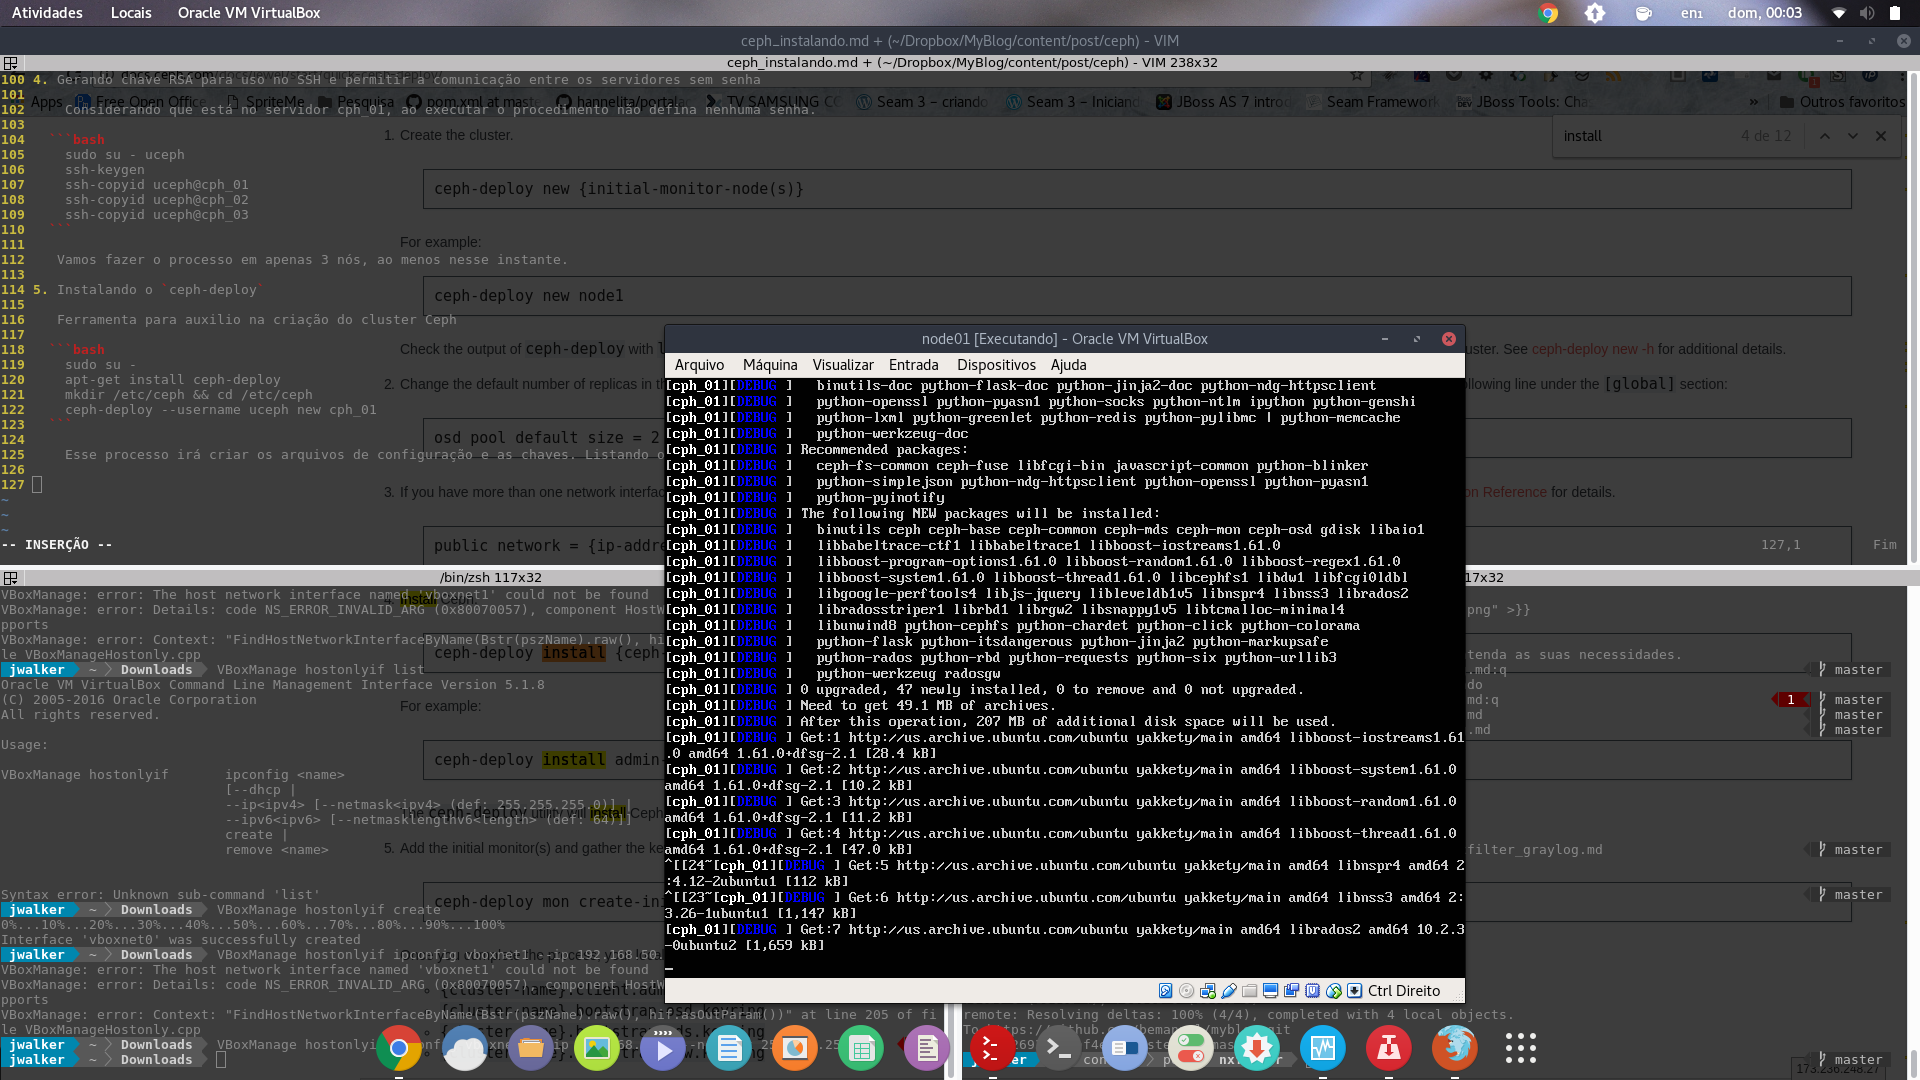 Atividades Locais Oracle VM VirtualBox en₁ dom, 00:03
ceph_instalando.md + (~/Dropbox/MyBlog/content/post/ceph) - VIM
ceph_instalando.md + (~/Dropbox/MyBlog/content/post/ceph) - VIM 238x32
100 4. Gerando chave RSA para uso no SSH e permitir a comunicação entre os servidores sem senha
101
Apps Free Open Office SpriteMe Pesquisa pom.xml at maste hannelita/portala TV SAMSUNG CC Seam 3 – criando Seam 3 – Iniciand JBoss AS 7 introd Seam Framework JBoss Tools: Cha » Outros favoritos
102 Considerando que está no servidor cph_01, ao executar o procedimento não defina nenhuma senha.
103
1. Create the cluster.
install 4 de 12
104 ```bash
105 sudo su - uceph
106 ssh-keygen
107 ssh-copyid uceph@cph_01
108 ssh-copyid uceph@cph_02
109 ssh-copyid uceph@cph_03
110 ```
ceph-deploy new {initial-monitor-node(s)}
111
For example:
112 Vamos fazer o processo em apenas 3 nós, ao menos nesse instante.
113
114 5. Instalando o `ceph-deploy`
ceph-deploy new node1
115
116 Ferramenta para auxilio na criação do cluster Ceph
117
118 ```bash
Check the output of ceph-deploy with l
uster. See ceph-deploy new -h for additional details.
119 sudo su -
120 apt-get install ceph-deploy
2. Change the default number of replicas in th
ollowing line under the [global] section:
121 mkdir /etc/ceph && cd /etc/ceph
122 ceph-deploy --username uceph new cph_01
123 ```
124
osd pool default size = 2
125 Esse processo irá criar os arquivos de configuração e as chaves. Listando o
126
127
3. If you have more than one network interfac
on Reference for details.
~
~
~
public network = {ip-addre
-- INSERÇÃO -- 127,1 Fim
node01 [Executando] - Oracle VM VirtualBox
Arquivo Máquina Visualizar Entrada Dispositivos Ajuda
[cph_01][DEBUG ] binutils-doc python-flask-doc python-jinja2-doc python-ndg-httpsclient
[cph_01][DEBUG ] python-openssl python-pyasn1 python-socks python-ntlm ipython python-genshi
[cph_01][DEBUG ] python-lxml python-greenlet python-redis python-pylibmc | python-memcache
[cph_01][DEBUG ] python-werkzeug-doc
[cph_01][DEBUG ] Recommended packages:
[cph_01][DEBUG ] ceph-fs-common ceph-fuse libfcgi-bin javascript-common python-blinker
[cph_01][DEBUG ] python-simplejson python-ndg-httpsclient python-openssl python-pyasn1
[cph_01][DEBUG ] python-pyinotify
[cph_01][DEBUG ] The following NEW packages will be installed:
[cph_01][DEBUG ] binutils ceph ceph-base ceph-common ceph-mds ceph-mon ceph-osd gdisk libaio1
[cph_01][DEBUG ] libbabeltrace-ctf1 libbabeltrace1 libboost-iostreams1.61.0
[cph_01][DEBUG ] libboost-program-options1.61.0 libboost-random1.61.0 libboost-regex1.61.0
[cph_01][DEBUG ] libboost-system1.61.0 libboost-thread1.61.0 libcephfs1 libdw1 libfcgi0ldbl
[cph_01][DEBUG ] libgoogle-perftools4 libjs-jquery libleveldb1v5 libnspr4 libnss3 librados2
[cph_01][DEBUG ] libradosstriper1 librbd1 librgw2 libsnappy1v5 libtcmalloc-minimal4
[cph_01][DEBUG ] libunwind8 python-cephfs python-chardet python-click python-colorama
[cph_01][DEBUG ] python-flask python-itsdangerous python-jinja2 python-markupsafe
[cph_01][DEBUG ] python-rados python-rbd python-requests python-six python-urllib3
[cph_01][DEBUG ] python-werkzeug radosgw
[cph_01][DEBUG ] 0 upgraded, 47 newly installed, 0 to remove and 0 not upgraded.
[cph_01][DEBUG ] Need to get 49.1 MB of archives.
[cph_01][DEBUG ] After this operation, 207 MB of additional disk space will be used.
[cph_01][DEBUG ] Get:1 http://us.archive.ubuntu.com/ubuntu yakkety/main amd64 libboost-iostreams1.61
.0 amd64 1.61.0+dfsg-2.1 [28.4 kB]
[cph_01][DEBUG ] Get:2 http://us.archive.ubuntu.com/ubuntu yakkety/main amd64 libboost-system1.61.0
amd64 1.61.0+dfsg-2.1 [10.2 kB]
[cph_01][DEBUG ] Get:3 http://us.archive.ubuntu.com/ubuntu yakkety/main amd64 libboost-random1.61.0
amd64 1.61.0+dfsg-2.1 [11.2 kB]
[cph_01][DEBUG ] Get:4 http://us.archive.ubuntu.com/ubuntu yakkety/main amd64 libboost-thread1.61.0
amd64 1.61.0+dfsg-2.1 [47.0 kB]
^[[24~[cph_01][DEBUG ] Get:5 http://us.archive.ubuntu.com/ubuntu yakkety/main amd64 libnspr4 amd64 2
:4.12-2ubuntu1 [112 kB]
^[[23~[cph_01][DEBUG ] Get:6 http://us.archive.ubuntu.com/ubuntu yakkety/main amd64 libnss3 amd64 2:
3.26-1ubuntu1 [1,147 kB]
[cph_01][DEBUG ] Get:7 http://us.archive.ubuntu.com/ubuntu yakkety/main amd64 librados2 amd64 10.2.3
-0ubuntu2 [1,659 kB]
Ctrl Direito
/bin/zsh 117x32
VBoxManage: error: The host network interface named 'vboxnet1' could not be found
VBoxManage: error: Details: code NS_ERROR_INVALID_ARG (0x80070057), component HostW
pports
VBoxManage: error: Context: "FindHostNetworkInterfaceByName(Bstr(pszName).raw(), hi
le VBoxManageHostonly.cpp
jwalker ~ Downloads VBoxManage hostonlyif list
Oracle VM VirtualBox Command Line Management Interface Version 5.1.8
(C) 2005-2016 Oracle Corporation
All rights reserved.
Usage:
VBoxManage hostonlyif ipconfig <name>
[--dhcp |
--ip<ipv4> [--netmask<ipv4> (def: 255.255.255.0)] |
--ipv6<ipv6> [--netmasklengthv6<length> (def: 64)]]
create |
remove <name>
Syntax error: Unknown sub-command 'list'
jwalker ~ Downloads VBoxManage hostonlyif create
0%...10%...20%...30%...40%...50%...60%...70%...80%...90%...100%
Interface 'vboxnet0' was successfully created
jwalker ~ Downloads VBoxManage hostonlyif ipconfig vboxnet1 --ip 192.168.50.
VBoxManage: error: The host network interface named 'vboxnet1' could not be found
VBoxManage: error: Details: code NS_ERROR_INVALID_ARG (0x80070057), component HostW
pports
VBoxManage: error: Context: "FindHostNetworkInterfaceByName(Bstr(pszName).raw(), hif.asOutParam())" at line 205 of fi
le VBoxManageHostonly.cpp
jwalker ~ Downloads
jwalker ~ Downloads
4. Install Ceph.
ceph-deploy install {ceph-
For example:
ceph-deploy install admin-
The ceph-deploy utility will install Ceph
5. Add the initial monitor(s) and gather the ke
ceph-deploy mon create-ini
{cluster-name}.client.adm
{cluster-name}.bootstrap-osd.keyring
17x32
png" >}}
tenda as suas necessidades.
.md:q master
do
md:q 1 master
md master
.md master
filter_graylog.md master
master
remote: Resolving deltas: 100% (4/4), completed with 4 local objects.
master
173.236.248.27